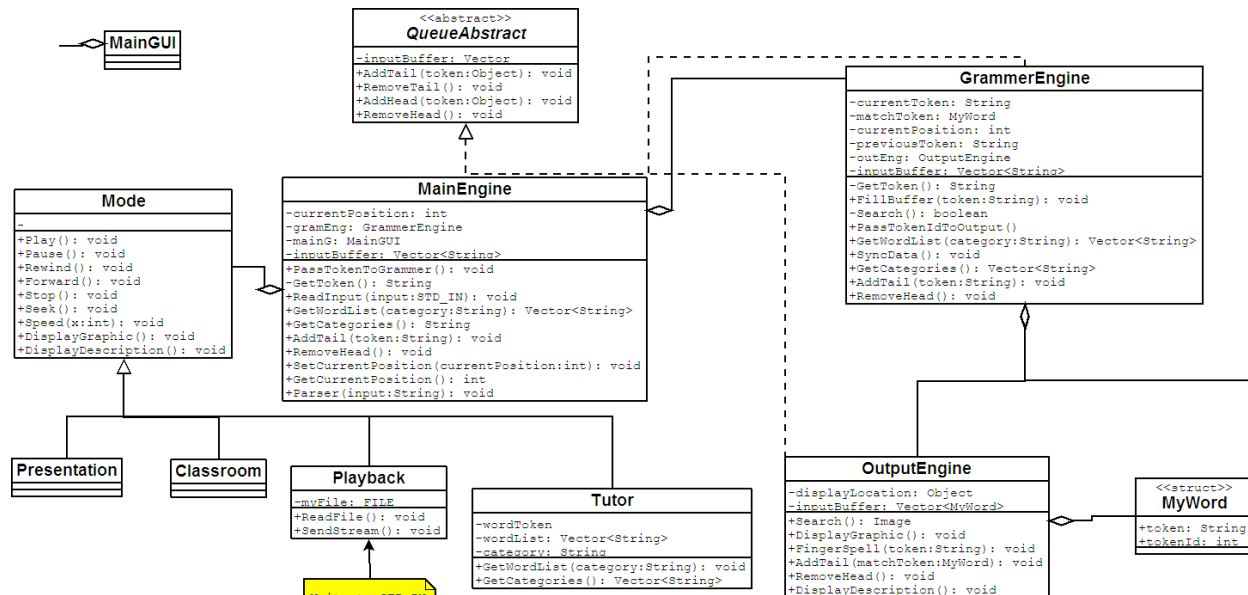 MainGUI
<<abstract>>
QueueAbstract
-inputBuffer: Vector
+AddTail(token:Object): void
+RemoveTail(): void
+AddHead(token:Object): void
+RemoveHead(): void
GrammerEngine
-currentToken: String
-matchToken: MyWord
-currentPosition: int
-previousToken: String
-outEng: OutputEngine
-inputBuffer: Vector<String>
-GetToken(): String
+FillBuffer(token:String): void
-Search(): boolean
+PassTokenIdToOutput()
+GetWordList(category:String): Vector<String>
+SyncData(): void
+GetCategories(): Vector<String>
+AddTail(token:String): void
+RemoveHead(): void
Mode
-
+Play(): void
+Pause(): void
+Rewind(): void
+Forward(): void
+Stop(): void
+Seek(): void
+Speed(x:int): void
+DisplayGraphic(): void
+DisplayDescription(): void
MainEngine
-currentPosition: int
-gramEng: GrammerEngine
-mainG: MainGUI
-inputBuffer: Vector<String>
+PassTokenToGrammer(): void
-GetToken(): String
+ReadInput(input:STD_IN): void
+GetWordList(category:String): Vector<String>
+GetCategories(): String
+AddTail(token:String): void
+RemoveHead(): void
+SetCurrentPosition(currentPosition:int): void
+GetCurrentPosition(): int
+Parser(input:String): void
Presentation
Classroom
Playback
-myFile: FILE
+ReadFile(): void
+SendStream(): void
Tutor
-wordToken
-wordList: Vector<String>
-category: String
+GetWordList(category:String): void
+GetCategories(): Vector<String>
OutputEngine
-displayLocation: Object
-inputBuffer: Vector<MyWord>
+Search(): Image
+DisplayGraphic(): void
+FingerSpell(token:String): void
+AddTail(matchToken:MyWord): void
+RemoveHead(): void
+DisplayDescription(): void
<<struct>>
MyWord
+token: String
+tokenId: int